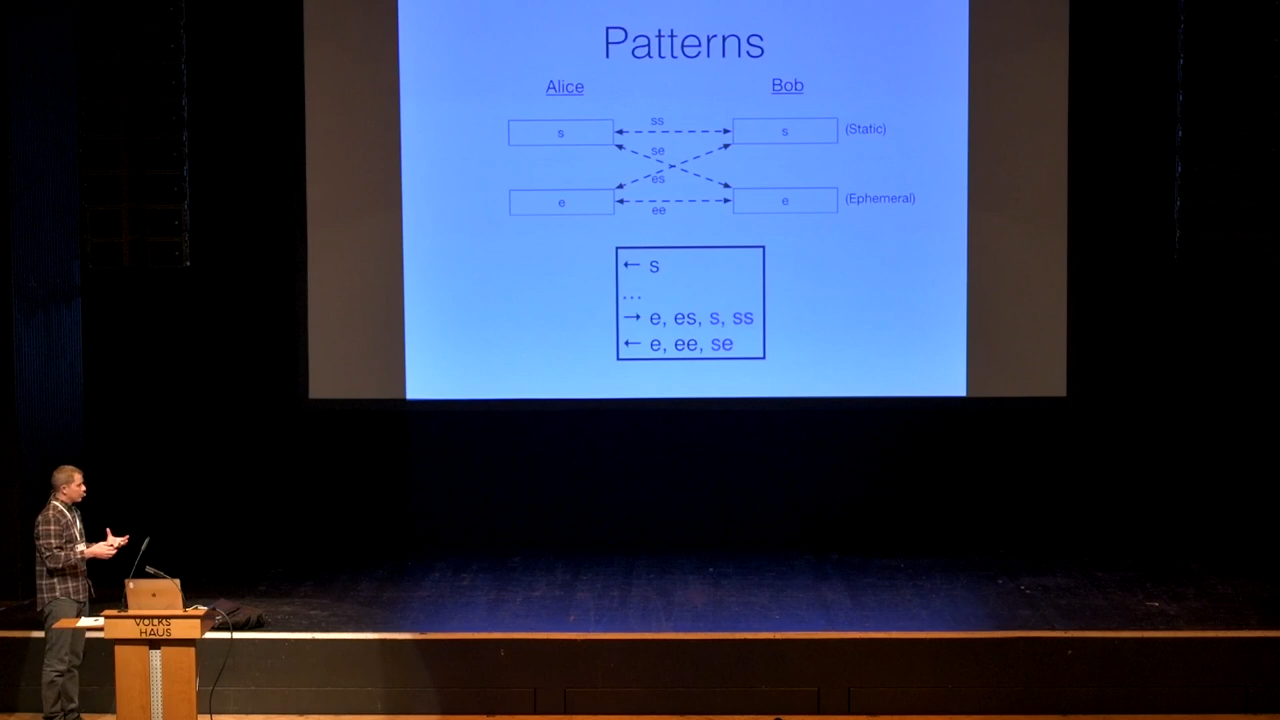 Patterns
Alice Bob
ss
s s (Static)
se
es
e e (Ephemeral)
ee
← s
...
→ e, es, s, ss
← e, ee, se
VOLKS
HAUS